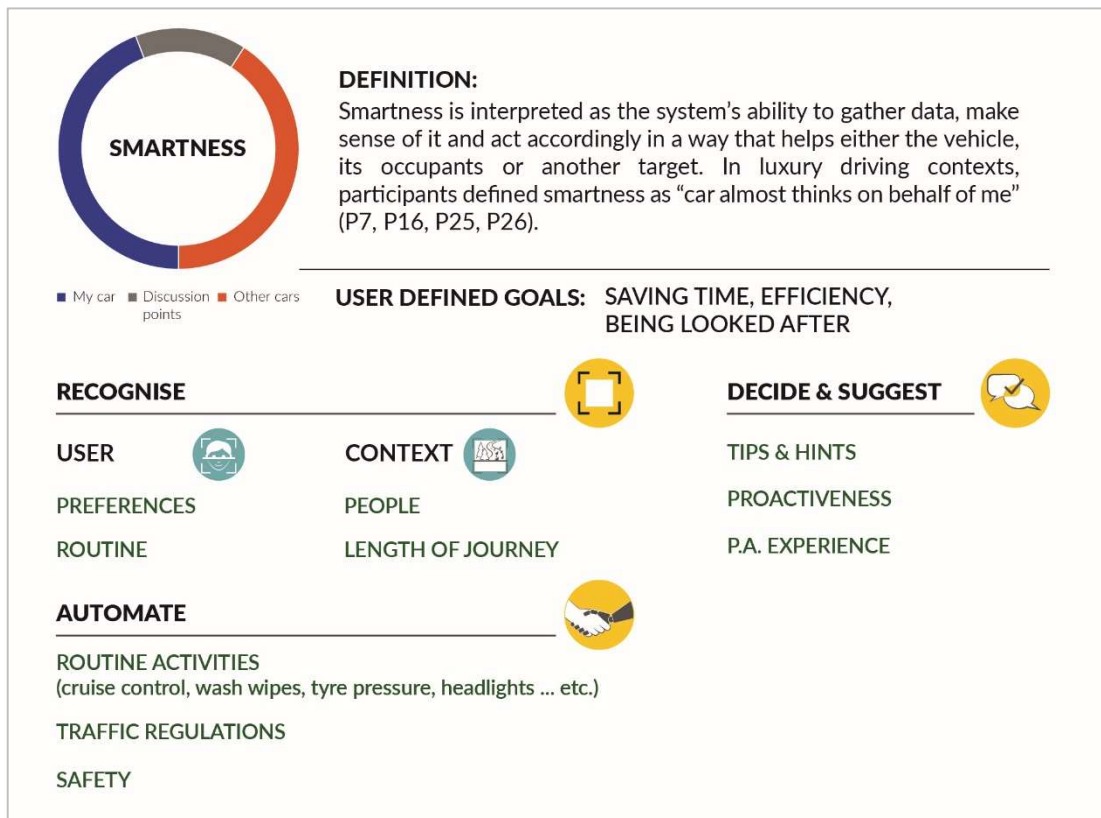 SMARTNESS
■ My car ■ Discussion points ■ Other cars
DEFINITION:
Smartness is interpreted as the system’s ability to gather data, make
sense of it and act accordingly in a way that helps either the vehicle,
its occupants or another target. In luxury driving contexts,
participants defined smartness as “car almost thinks on behalf of me”
(P7, P16, P25, P26).
USER DEFINED GOALS: SAVING TIME, EFFICIENCY,
BEING LOOKED AFTER
RECOGNISE
USER
PREFERENCES
ROUTINE
CONTEXT
PEOPLE
LENGTH OF JOURNEY
DECIDE & SUGGEST
TIPS & HINTS
PROACTIVENESS
P.A. EXPERIENCE
AUTOMATE
ROUTINE ACTIVITIES
(cruise control, wash wipes, tyre pressure, headlights ... etc.)
TRAFFIC REGULATIONS
SAFETY